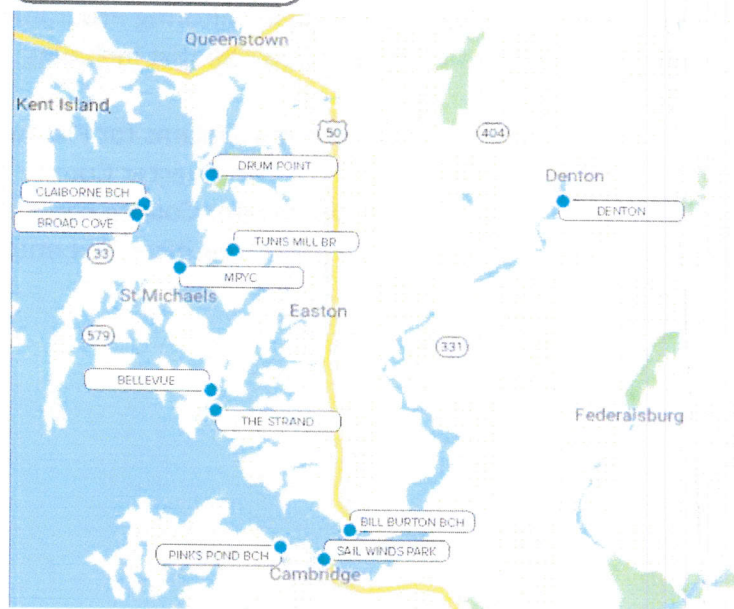 Queenstown
Kent Island
50
404
DRUM POINT
Denton
CLAIBORNE BCH
DENTON
BROAD COVE
TUNIS MILL BR
33
MPYC
St Michaels
Easton
579
331
BELLEVUE
Federalsburg
THE STRAND
BILL BURTON BCH
PINKS POND BCH
SAIL WINDS PARK
Cambridge